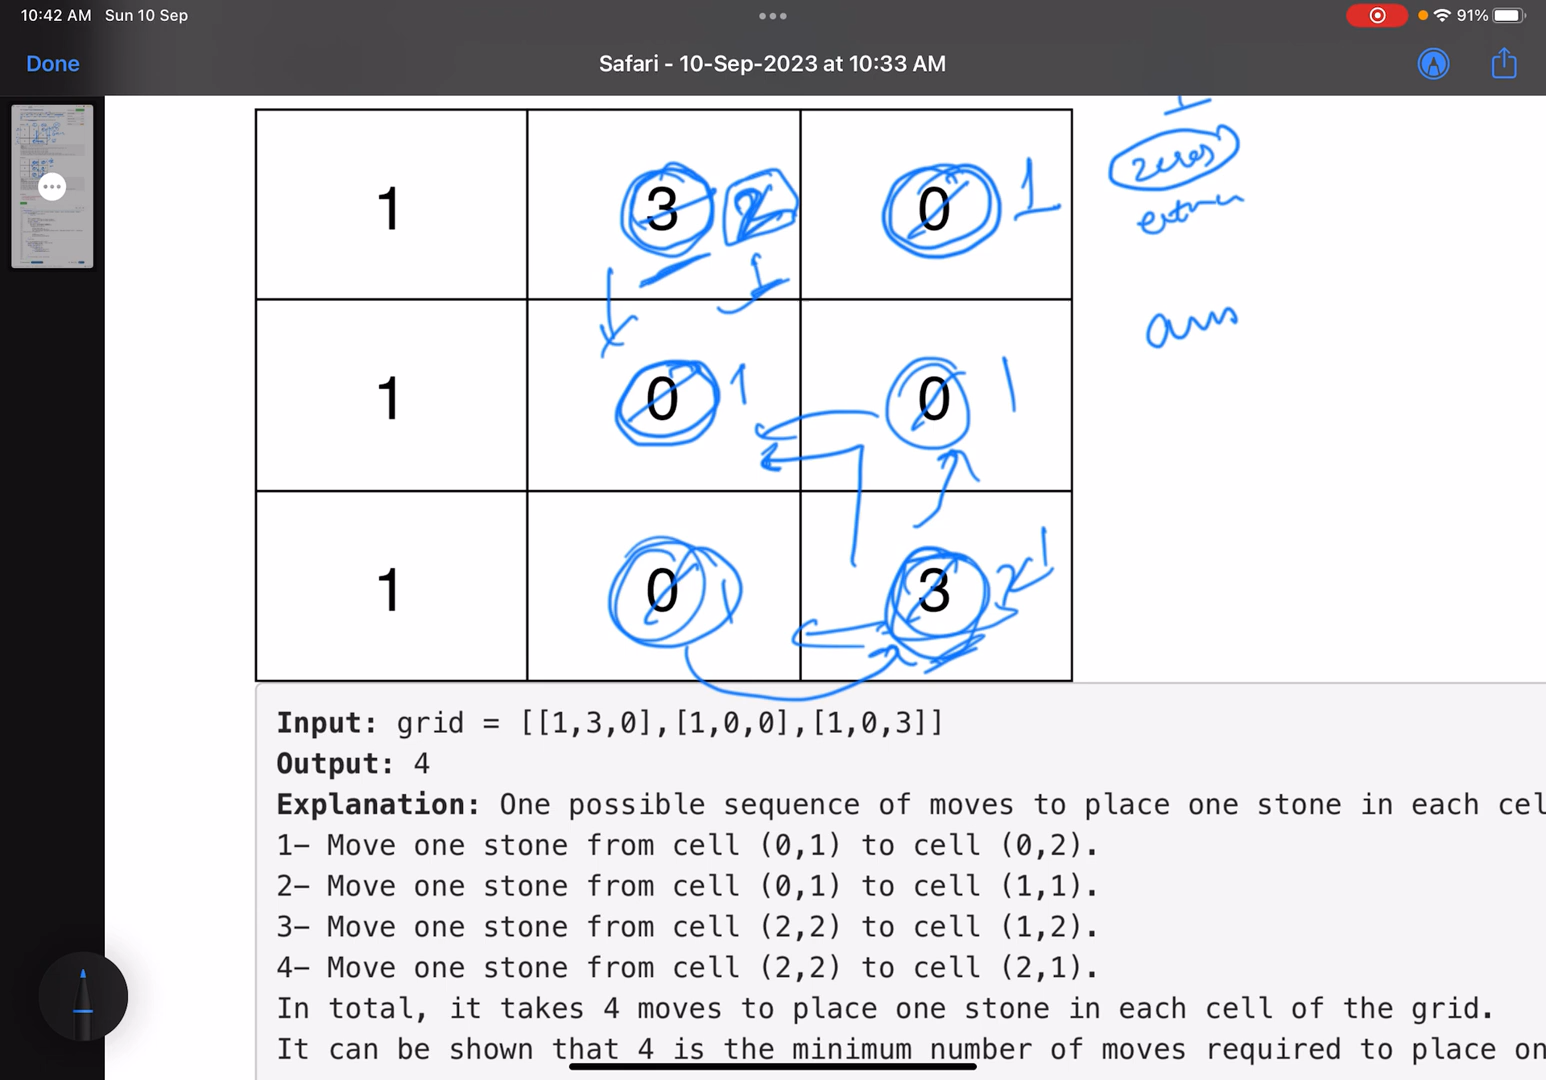 10:42 AM Sun 10 Sep
91%
Done
Safari - 10-Sep-2023 at 10:33 AM
1 3 2 0 1
1
zeros
extra
ans
1 0 1 0 1
1 0 1 3 2 1
Input: grid = [[1,3,0],[1,0,0],[1,0,3]]
Output: 4
Explanation: One possible sequence of moves to place one stone in each cel
1- Move one stone from cell (0,1) to cell (0,2).
2- Move one stone from cell (0,1) to cell (1,1).
3- Move one stone from cell (2,2) to cell (1,2).
4- Move one stone from cell (2,2) to cell (2,1).
In total, it takes 4 moves to place one stone in each cell of the grid.
It can be shown that 4 is the minimum number of moves required to place on